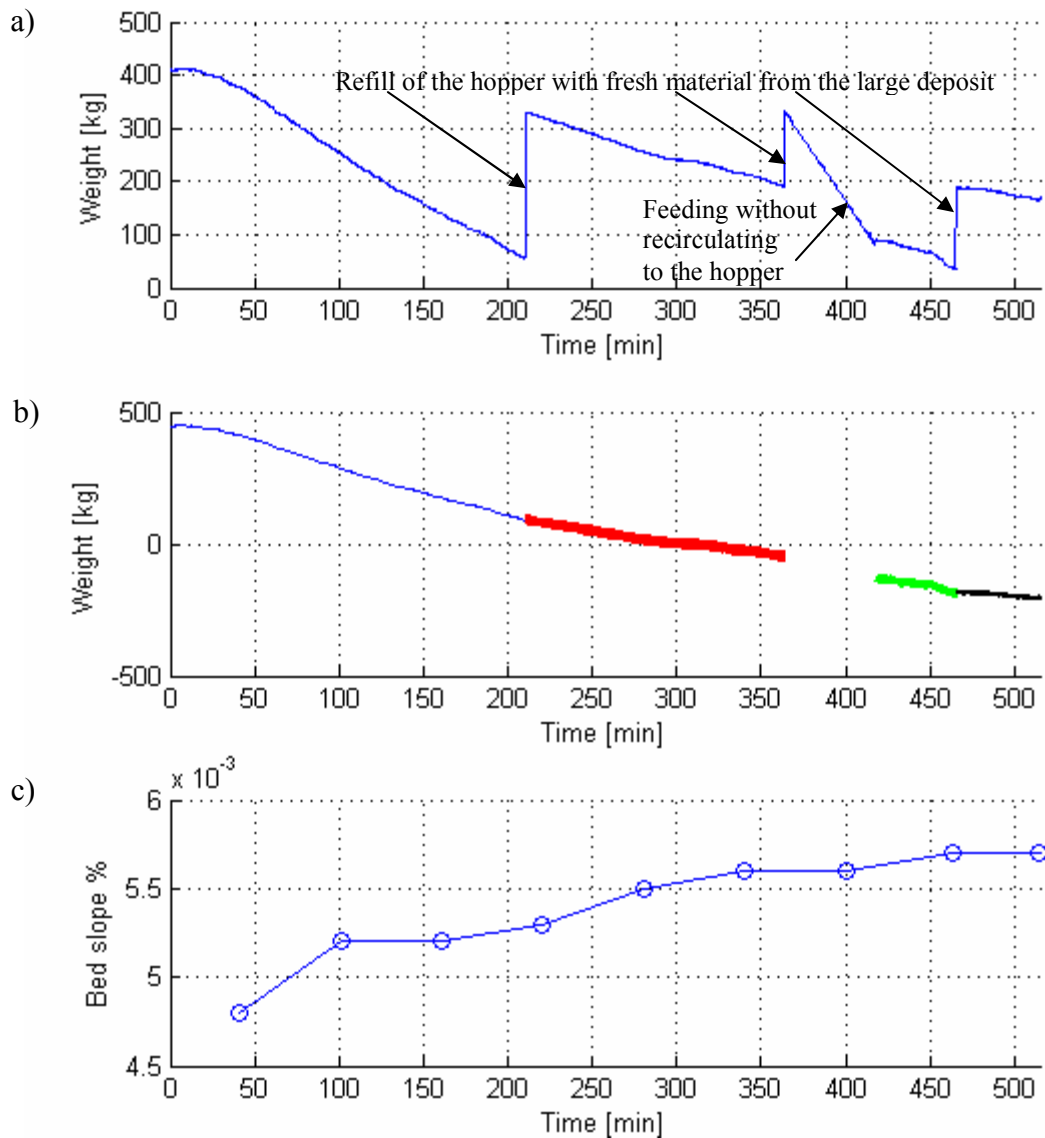 a)
500
400
300
200
100
0
Weight [kg]
Refill of the hopper with fresh material from the large deposit
Feeding without
recirculating
to the hopper
0 50 100 150 200 250 300 350 400 450 500
Time [min]
b)
500
0
-500
Weight [kg]
0 50 100 150 200 250 300 350 400 450 500
Time [min]
c)
x 10^-3
6
5.5
5
4.5
Bed slope %
0 50 100 150 200 250 300 350 400 450 500
Time [min]